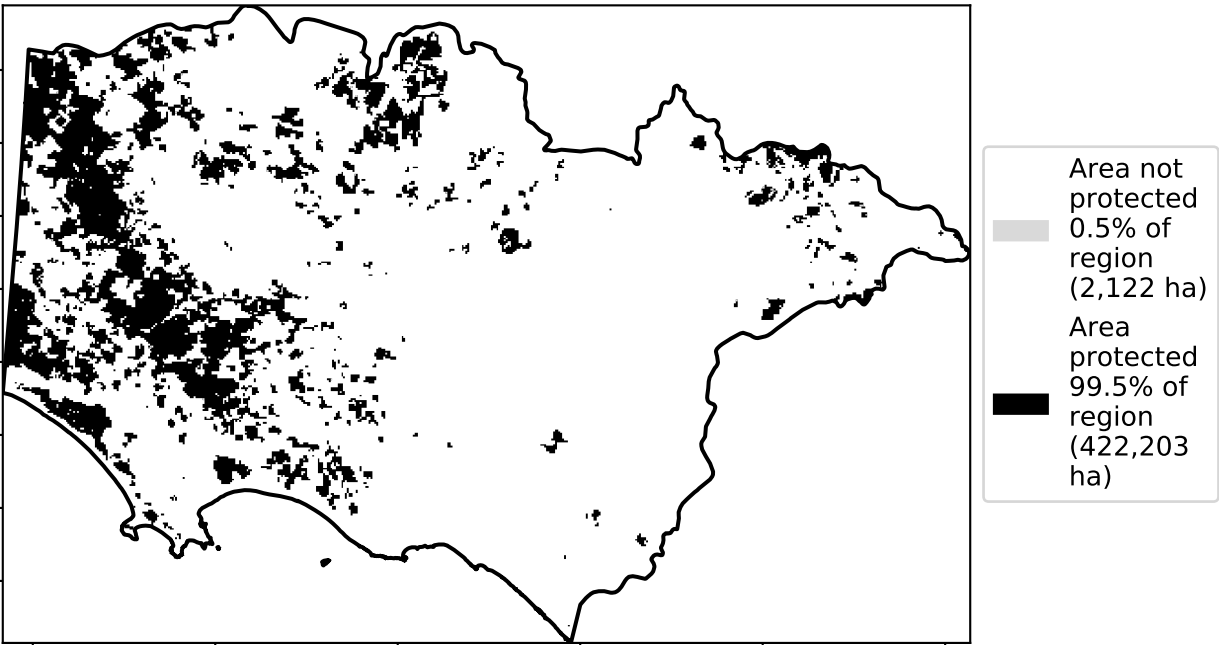 Area not
protected
0.5% of
region
(2,122 ha)
Area
protected
99.5% of
region
(422,203
ha)